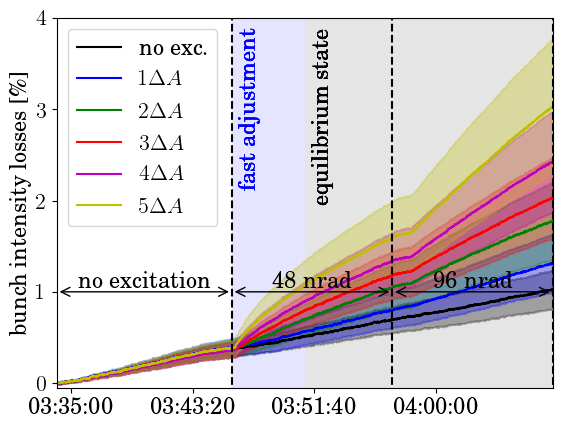 bunch intensity losses [%]
4
3
2
1
0
no exc.
1ΔA
2ΔA
3ΔA
4ΔA
5ΔA
fast adjustment
equilibrium state
no excitation
48 nrad
96 nrad
03:35:00 03:43:20 03:51:40 04:00:00